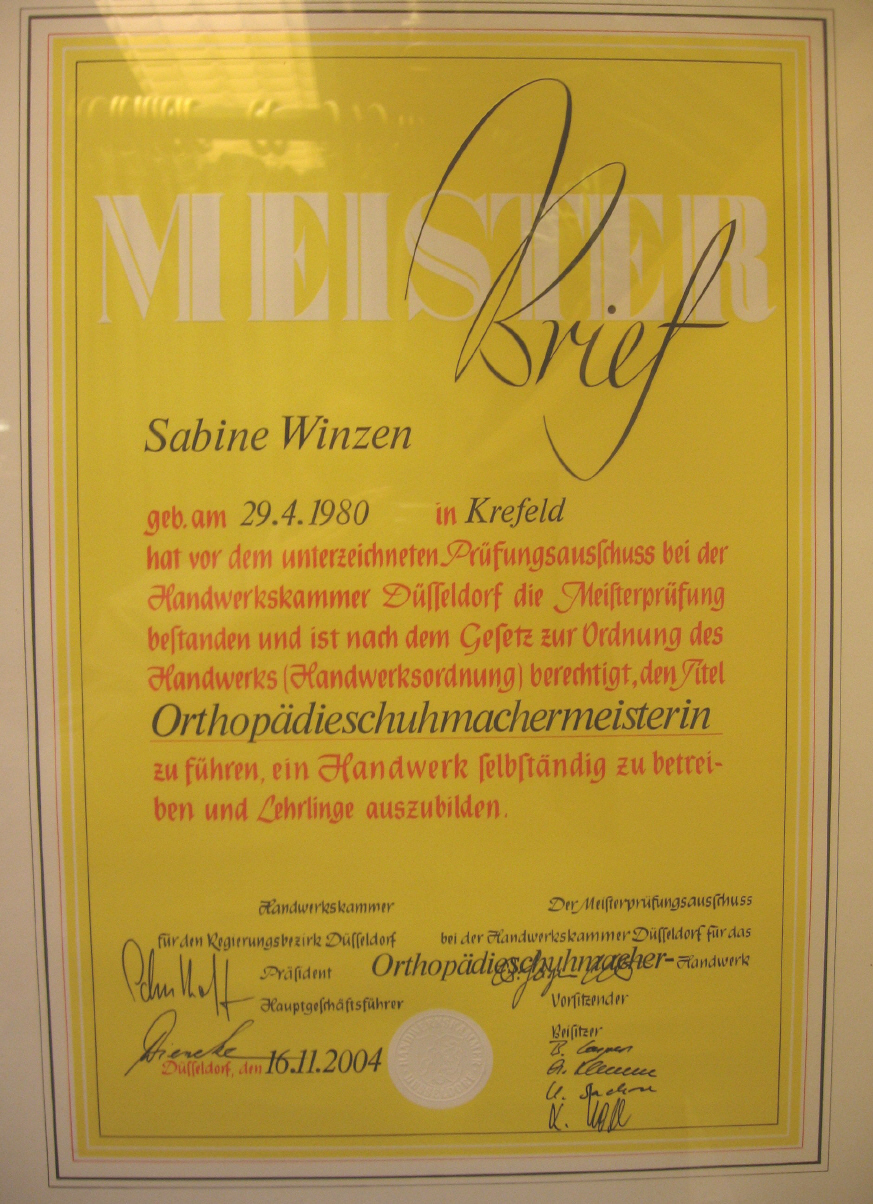 MEISTER
Brief
Sabine Winzen
geb. am 29.4.1980 in Krefeld
hat vor dem unterzeichneten Prüfungsausſchuss bei der
Handwerkskammer Düſſeldorf die Meiſterprüfung
beſtanden und ist nach dem Geſetz zur Ordnung des
Handwerks (Handwerksordnung) berechtigt, den Titel
Orthopädieschuhmachermeisterin
zu führen, ein Handwerk ſelbſtändig zu betrei-
ben und Lehrlinge auszubilden.
Handwerkskammer
für den Regierungsbezirk Düſſeldorf
Präsident
Hauptgeſchäftsführer
Düſſeldorf, den 16.11.2004
Der Meiſterprüfungsausſchuss
bei der Handwerkskammer Düſſeldorf für das
Orthopädieschuhmacher-Handwerk
Vorſitzender
Beiſitzer